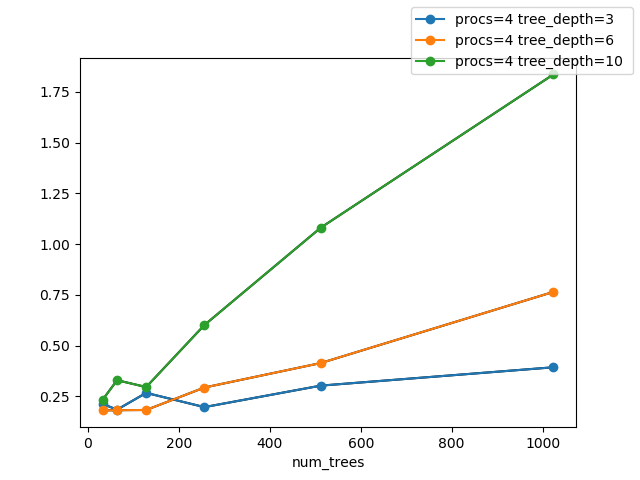 procs=4 tree_depth=3
procs=4 tree_depth=6
procs=4 tree_depth=10
1.75
1.50
1.25
1.00
0.75
0.50
0.25
0 200 400 600 800 1000
num_trees